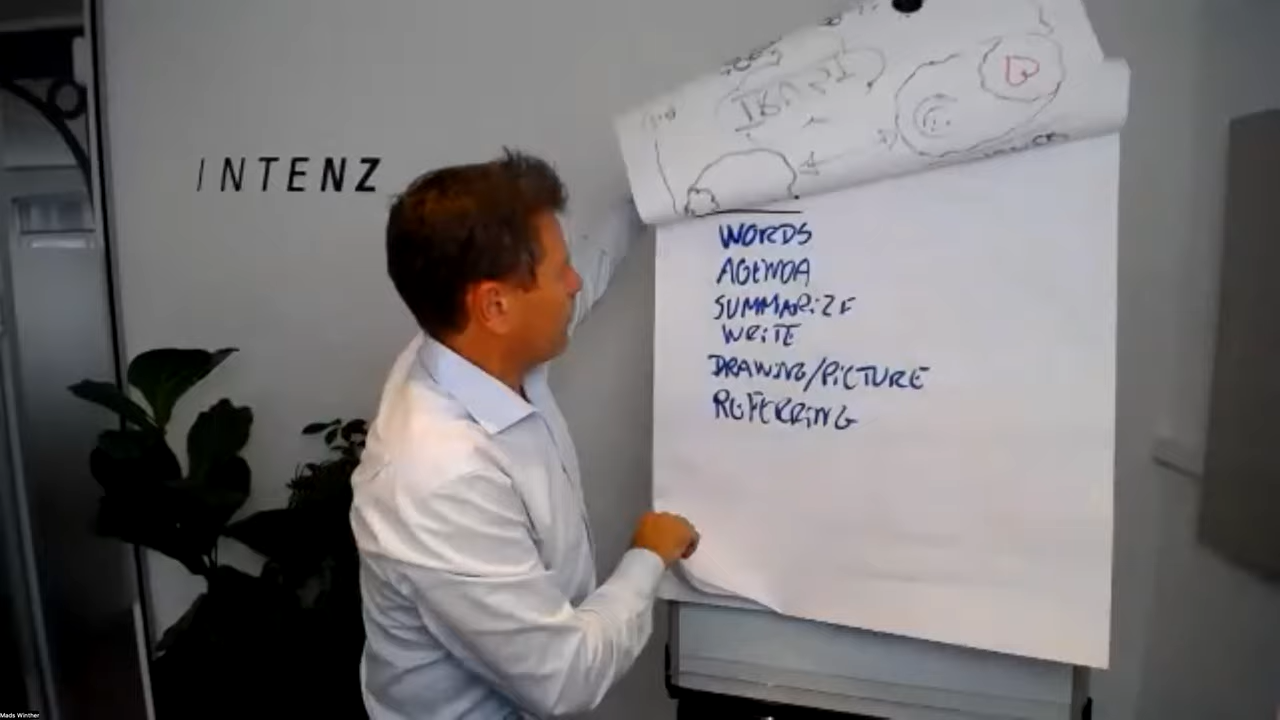 INTENZ
WORDS
AGENDA
SUMMARIZE
WRITE
DRAWING/PICTURE
REFERRING
Mads Winther